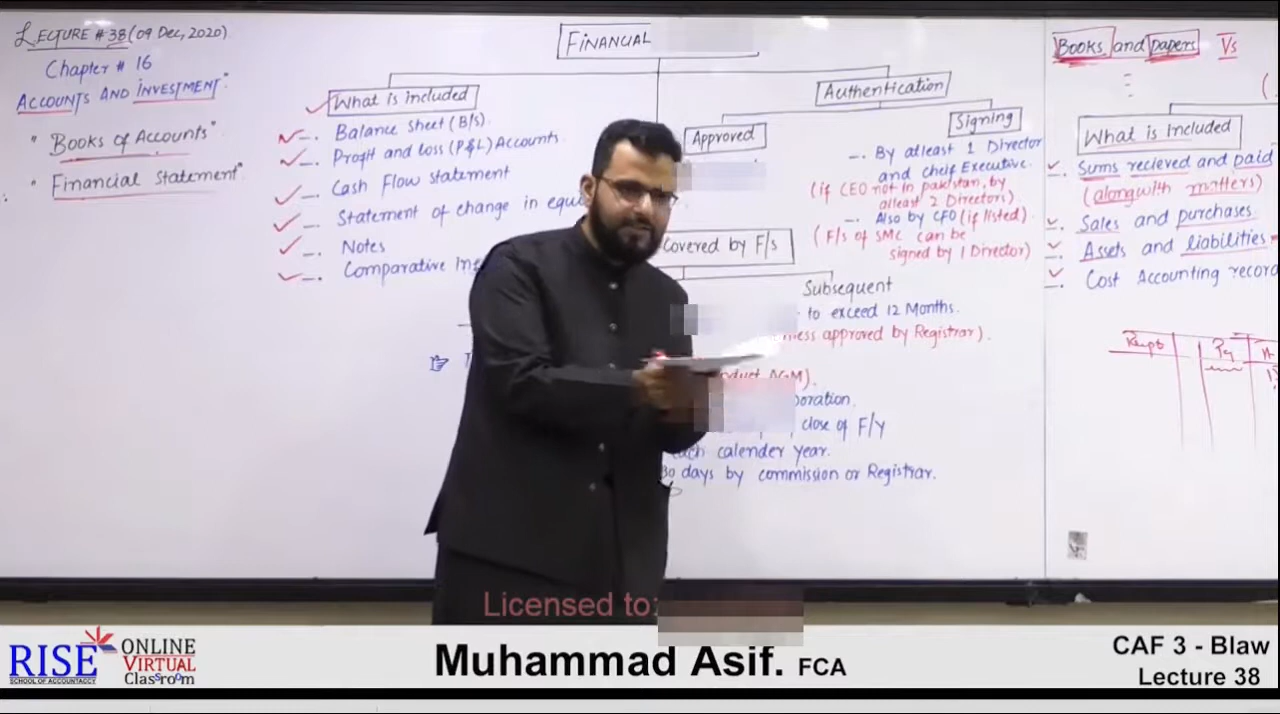 LECTURE # 38 (09 Dec, 2020)
Chapter # 16
ACCOUNTS AND INVESTMENT"
" Books of Accounts"
" Financial Statement"
FINANCIAL
What is included
Balance Sheet (B/s).
Profit and loss (P&L) Accounts
Cash Flow statement
Statement of change in
Notes
Comparative
Authentication
Approved
Signing
By atleast 1 Director
and cheif Executive.
(if CEO not in pakistan, by
atleast 2 Directors)
Also by CFO (if listed).
(F/s of SMC can be
signed by 1 Director)
Covered by F/s
Subsequent
to exceed 12 Months.
approved by Registrar).
AGM).
close of F/y
calender year.
30 days by commission or Registrar.
Books and papers Vs
What is Included
Sums recieved and paid
(alongwith matters)
Sales and purchases
Assets and liabilities
Cost Accounting record
Licensed to:
RISE
SCHOOL OF ACCOUNTACY
ONLINE
VIRTUAL
Classroom
Muhammad Asif. FCA
CAF 3 - Blaw
Lecture 38